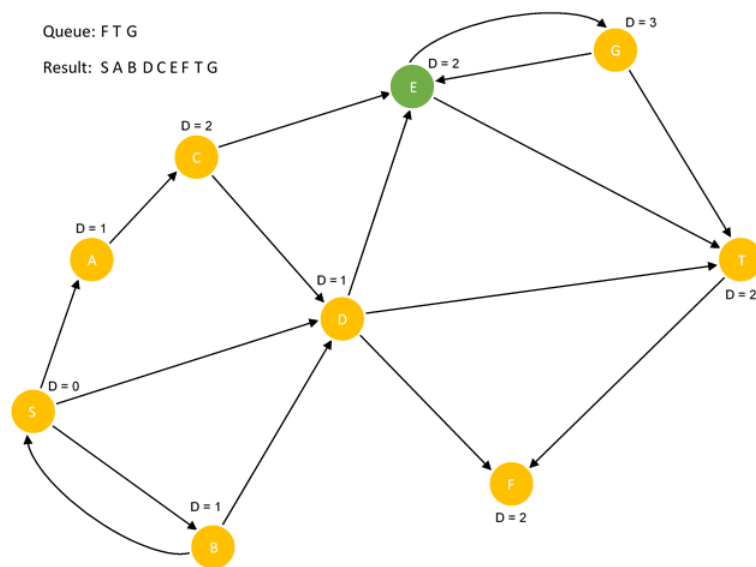 Queue: F T G
Result: S A B D C E F T G
D = 3
G
D = 2
E
D = 2
C
D = 1
A
D = 1
D
T
D = 2
D = 0
S
F
D = 2
D = 1
B